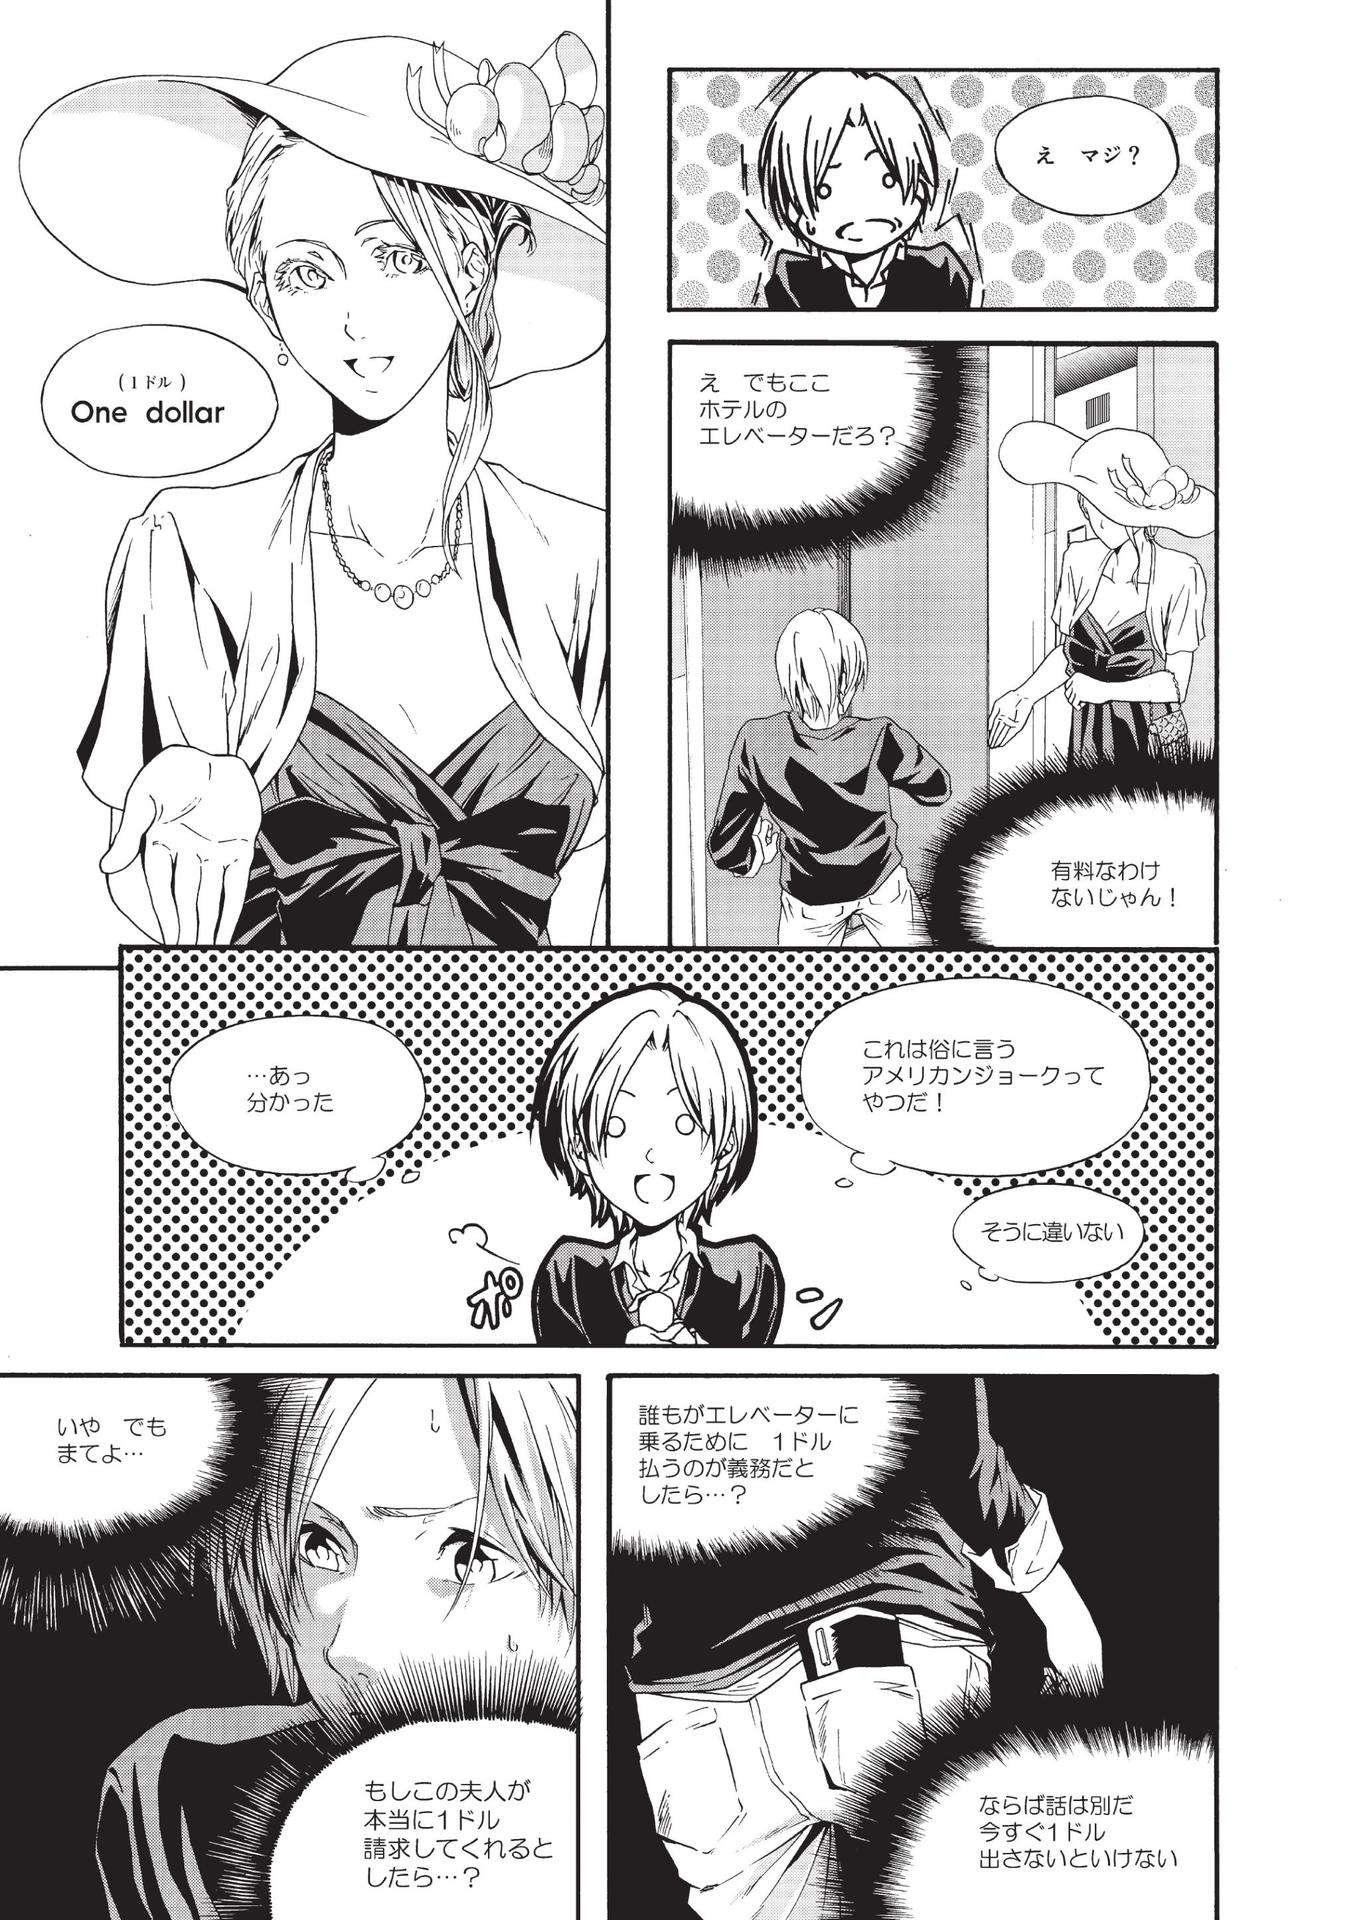 (1ドル)
One dollar
え　マジ？
え　でもここ
ホテルの
エレベーターだろ？
有料なわけ
ないじゃん！
…あっ
分かった
これは俗に言う
アメリカンジョークって
やつだ！
そうに違いない
ポン
いや　でも
まてよ…
もしこの夫人が
本当に1ドル
請求してくれると
したら…？
誰もがエレベーターに
乗るために　1ドル
払うのが義務だと
したら…？
ならば話は別だ
今すぐ1ドル
出さないといけない